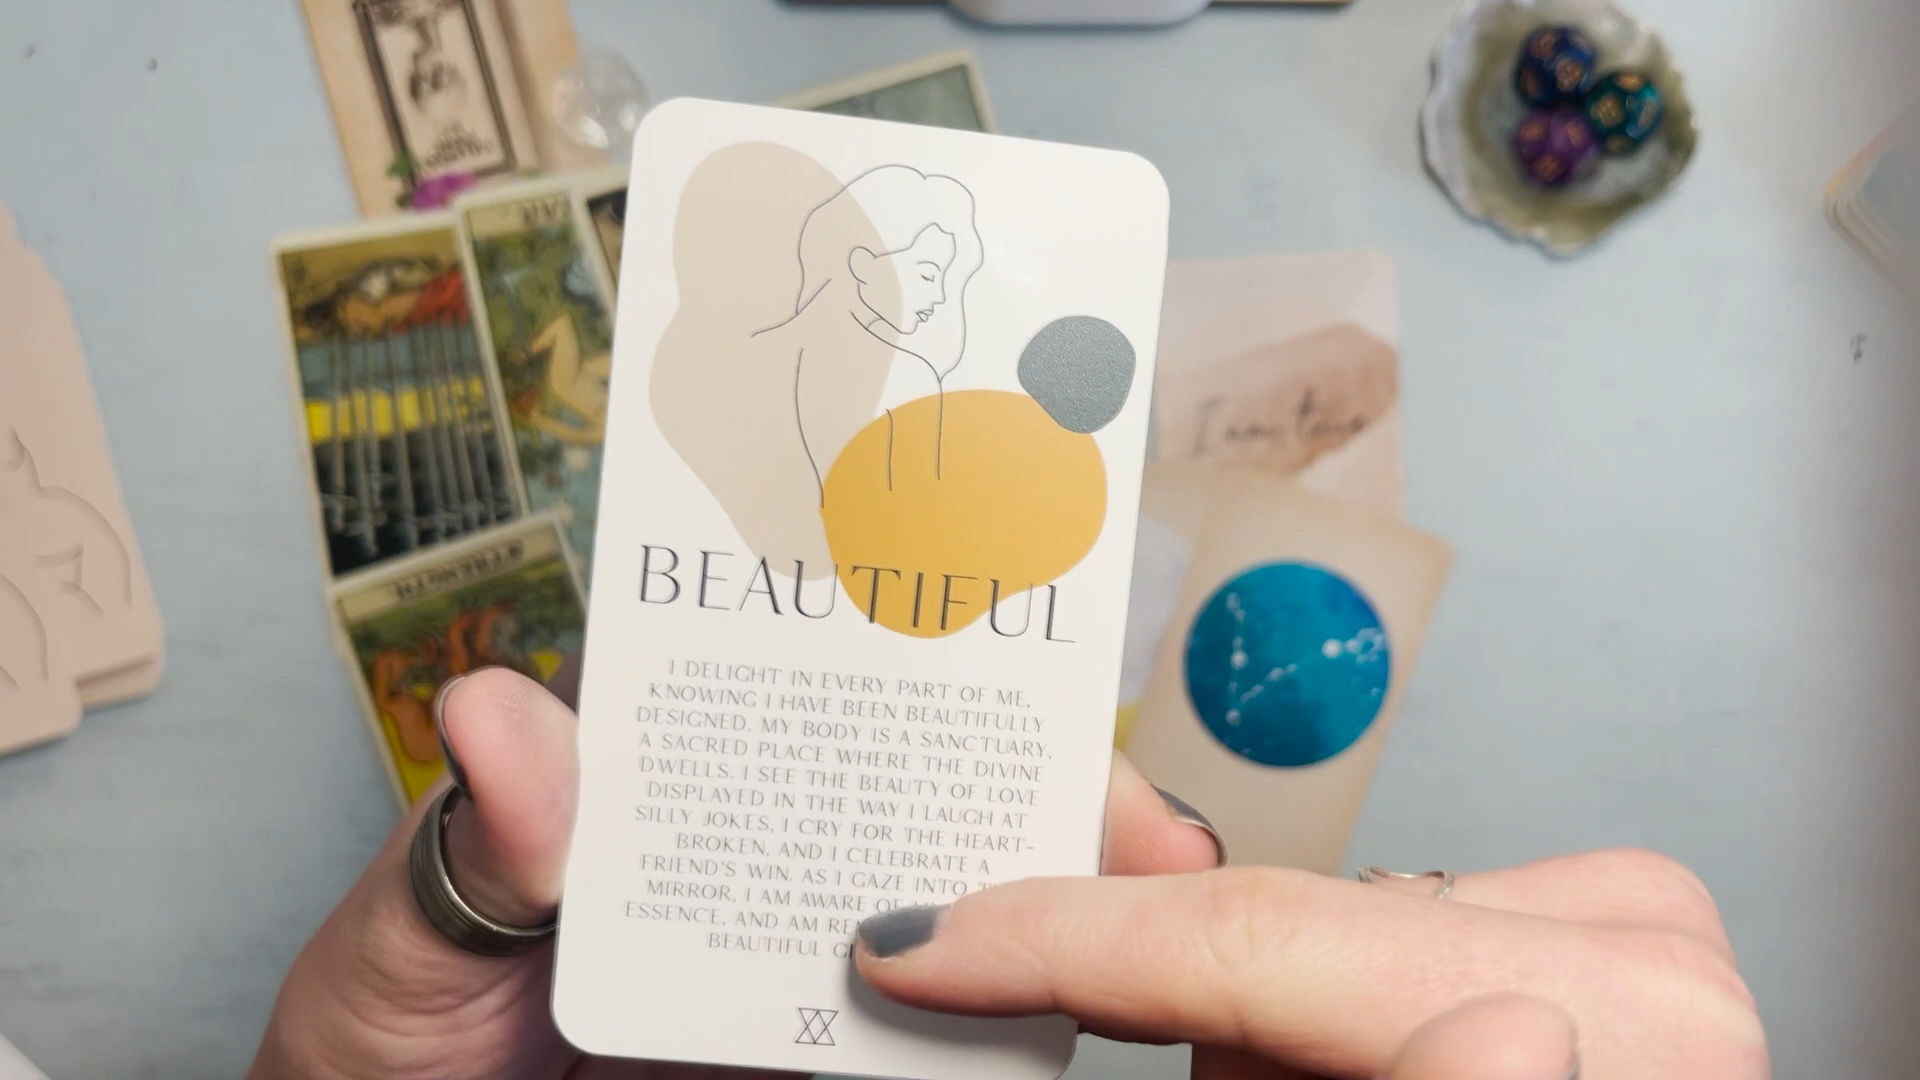 BEAUTIFUL
I DELIGHT IN EVERY PART OF ME,
KNOWING I HAVE BEEN BEAUTIFULLY
DESIGNED. MY BODY IS A SANCTUARY,
A SACRED PLACE WHERE THE DIVINE
DWELLS. I SEE THE BEAUTY OF LOVE
DISPLAYED IN THE WAY I LAUGH AT
SILLY JOKES, I CRY FOR THE HEART-
BROKEN, AND I CELEBRATE A
FRIEND'S WIN. AS I GAZE INTO
MIRROR, I AM AWARE OF
ESSENCE, AND AM
BEAUTIFUL
STRENGTH
I am